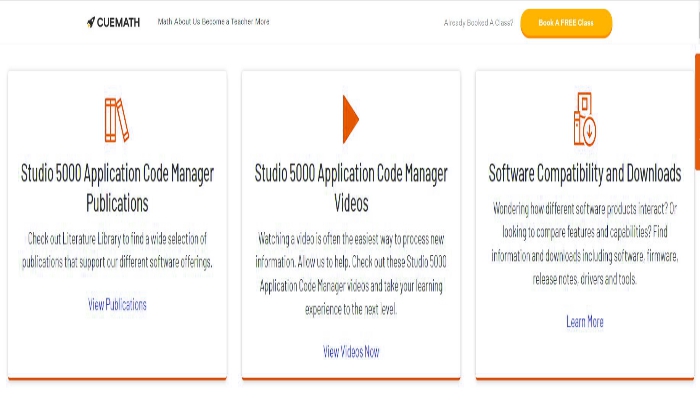 CUEMATH Math About Us Become a Teacher More Already Booked A Class? Book A FREE Class
Studio 5000 Application Code Manager
Publications
Check out Literature Library to find a wide selection of
publications that support our different software offerings.
View Publications
Studio 5000 Application Code Manager
Videos
Watching a video is often the easiest way to process new
information. Allow us to help. Check out these Studio 5000
Application Code Manager videos and take your learning
experience to the next level.
View Videos Now
Software Compatibility and Downloads
Wondering how different software products interact? Or
looking to compare features and capabilities? Find
information and downloads including software, firmware,
release notes, drivers and tools.
Learn More